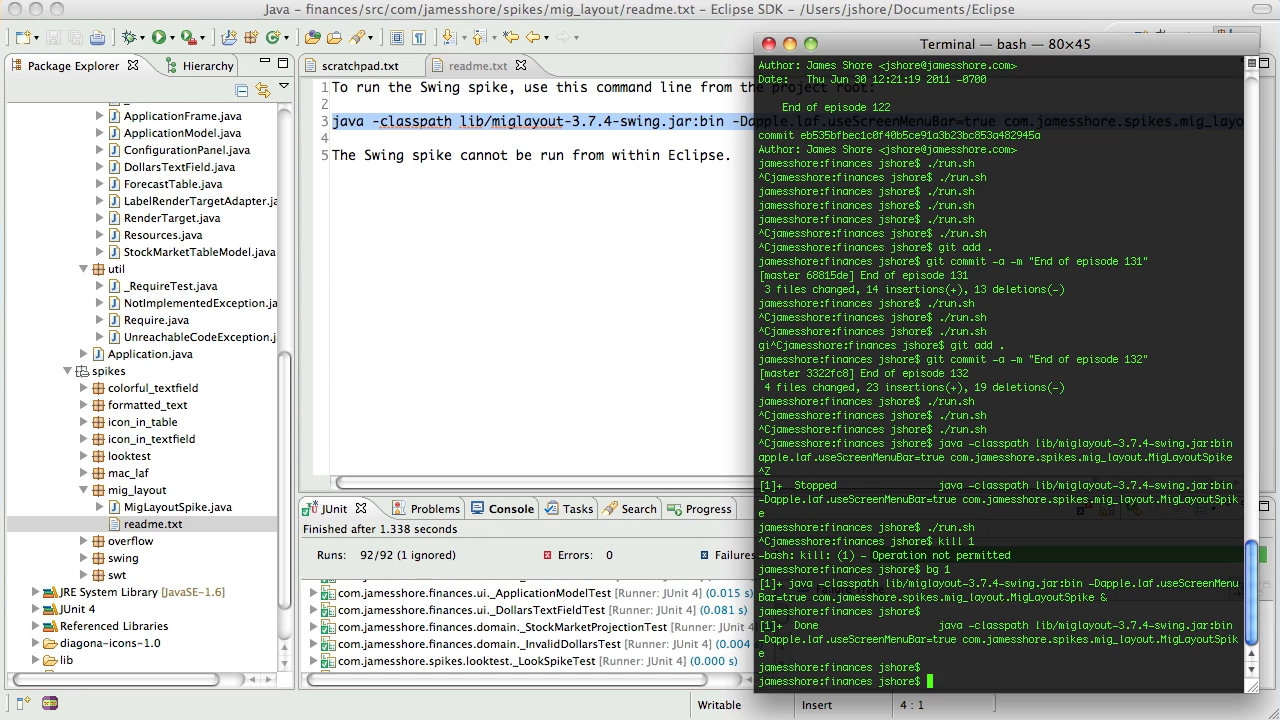 Java - finances/src/com/jamesshore/spikes/mig_layout/readme.txt - Eclipse SDK - /Users/jshore/Documents/Eclipse
Package Explorer
Hierarchy
ApplicationFrame.java
ApplicationModel.java
ConfigurationPanel.java
DollarsTextField.java
ForecastTable.java
LabelRenderTargetAdapter.ja
RenderTarget.java
Resources.java
StockMarketTableModel.java
util
_RequireTest.java
NotImplementedException.ja
Require.java
UnreachableCodeException.j
Application.java
spikes
colorful_textfield
formatted_text
icon_in_table
icon_in_textfield
looktest
mac_laf
mig_layout
MigLayoutSpike.java
readme.txt
overflow
swing
swt
JRE System Library [JavaSE-1.6]
JUnit 4
Referenced Libraries
diagona-icons-1.0
lib
scratchpad.txt
readme.txt
1 To run the Swing spike, use this command line from the project root:
2
3 java -classpath lib/miglayout-3.7.4-swing.jar:bin -Dapple.laf.useScreenMenuBar=true com.jamesshore.spikes.mig_layo
4
5 The Swing spike cannot be run from within Eclipse.
JUnit
Problems
Console
Tasks
Search
Progress
Finished after 1.338 seconds
Runs: 92/92 (1 ignored)
Errors: 0
Failures
com.jamesshore.finances.ui._ApplicationModelTest [Runner: JUnit 4] (0.015 s)
com.jamesshore.finances.ui._DollarsTextFieldTest [Runner: JUnit 4] (0.081 s)
com.jamesshore.finances.domain._StockMarketProjectionTest [Runner: JUnit 4]
com.jamesshore.finances.domain._InvalidDollarsTest [Runner: JUnit 4] (0.004
com.jamesshore.spikes.looktest._LookSpikeTest [Runner: JUnit 4] (0.000 s)
Failure Trace
Writable
Insert
4 : 1
Terminal — bash — 80×45
Author: James Shore <jshore@jamesshore.com>
Date: Thu Jun 30 12:21:19 2011 -0700
End of episode 122
commit eb535bfbec1c0f40b5ce91a3b23bc853a482945a
Author: James Shore <jshore@jamesshore.com>
jamesshore:finances jshore$ ./run.sh
^Cjamesshore:finances jshore$ ./run.sh
jamesshore:finances jshore$ ./run.sh
jamesshore:finances jshore$ ./run.sh
jamesshore:finances jshore$ ./run.sh
^Cjamesshore:finances jshore$ ./run.sh
^Cjamesshore:finances jshore$ git add .
jamesshore:finances jshore$ git commit -a -m "End of episode 131"
[master 68815de] End of episode 131
3 files changed, 14 insertions(+), 13 deletions(-)
jamesshore:finances jshore$ ./run.sh
^Cjamesshore:finances jshore$ ./run.sh
^Cjamesshore:finances jshore$ ./run.sh
gi^Cjamesshore:finances jshore$ git add .
jamesshore:finances jshore$ git commit -a -m "End of episode 132"
[master 3322fc8] End of episode 132
4 files changed, 23 insertions(+), 19 deletions(-)
jamesshore:finances jshore$ ./run.sh
^Cjamesshore:finances jshore$ ./run.sh
^Cjamesshore:finances jshore$ ./run.sh
^Cjamesshore:finances jshore$ java -classpath lib/miglayout-3.7.4-swing.jar:bin
apple.laf.useScreenMenuBar=true com.jamesshore.spikes.mig_layout.MigLayoutSpike
^Z
[1]+ Stopped java -classpath lib/miglayout-3.7.4-swing.jar:bin
-Dapple.laf.useScreenMenuBar=true com.jamesshore.spikes.mig_layout.MigLayoutSpik
e
jamesshore:finances jshore$ ./run.sh
^Cjamesshore:finances jshore$ kill 1
-bash: kill: (1) - Operation not permitted
jamesshore:finances jshore$ bg 1
[1]+ java -classpath lib/miglayout-3.7.4-swing.jar:bin -Dapple.laf.useScreenMenu
Bar=true com.jamesshore.spikes.mig_layout.MigLayoutSpike &
jamesshore:finances jshore$
[1]+ Done java -classpath lib/miglayout-3.7.4-swing.jar:bin
-Dapple.laf.useScreenMenuBar=true com.jamesshore.spikes.mig_layout.MigLayoutSpik
e
jamesshore:finances jshore$
jamesshore:finances jshore$